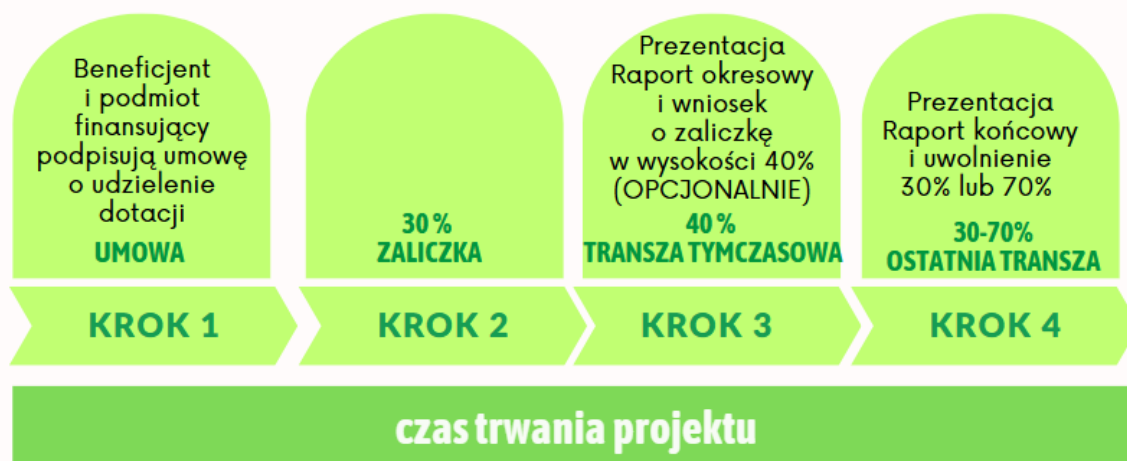 Beneficjent
i podmiot
finansujący
podpisują umowę
o udzielenie
dotacji
UMOWA
30 %
ZALICZKA
Prezentacja
Raport okresowy
i wniosek
o zaliczkę
w wysokości 40%
(OPCJONALNIE)
40 %
TRANSZA TYMCZASOWA
Prezentacja
Raport końcowy
i uwolnienie
30% lub 70%
30-70%
OSTATNIA TRANSZA
KROK 1
KROK 2
KROK 3
KROK 4
czas trwania projektu